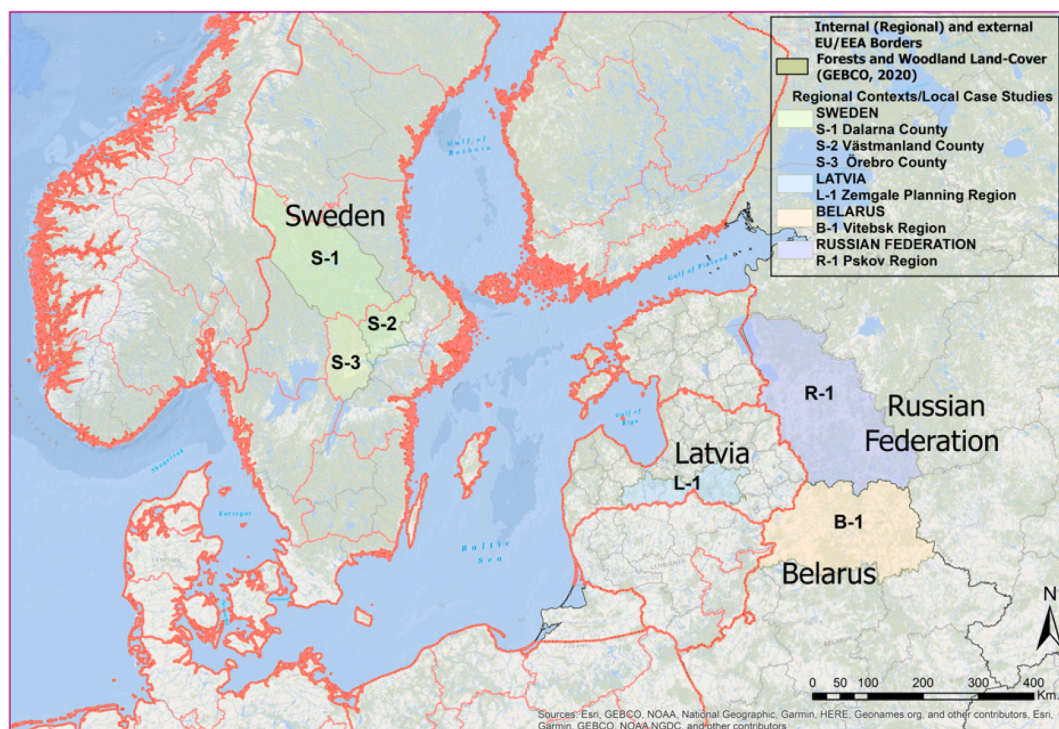 Internal (Regional) and external
EU/EEA Borders
Forests and Woodland Land-Cover
(GEBCO, 2020)
Regional Contexts/Local Case Studies
SWEDEN
S-1 Dalarna County
S-2 Västmanland County
S-3 Örebro County
LATVIA
L-1 Zemgale Planning Region
BELARUS
B-1 Vitebsk Region
RUSSIAN FEDERATION
R-1 Pskov Region
Gulf of
Bothnia
Sweden
S-1
Gulf of Finland
S-2
S-3
R-1
Russian
Federation
Gulf of
Riga
Latvia
L-1
Skagerrak
Kattegat
B-1
Baltic
Sea
Belarus
N
0 50 100 200 300 400
Km
Sources: Esri, GEBCO, NOAA, National Geographic, Garmin, HERE, Geonames.org, and other contributors, Esri,
Garmin, GEBCO, NOAA NGDC, and other contributors